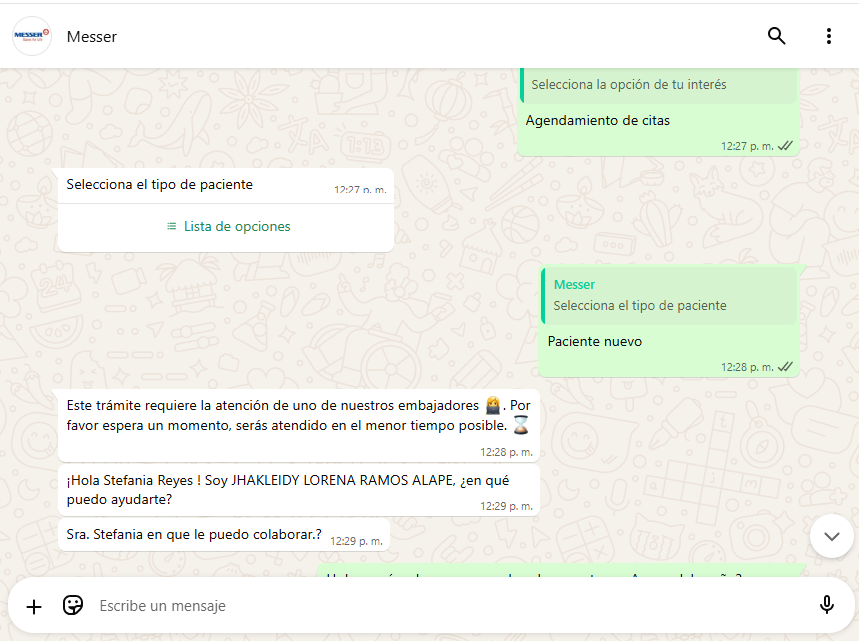 MESSER
Messer
Selecciona la opción de tu interés
Agendamiento de citas
12:27 p. m.
Selecciona el tipo de paciente
12:27 p. m.
Lista de opciones
Messer
Selecciona el tipo de paciente
Paciente nuevo
12:28 p. m.
Este trámite requiere la atención de uno de nuestros embajadores 👩‍💻. Por
favor espera un momento, serás atendido en el menor tiempo posible. ⏳
12:28 p. m.
¡Hola Stefania Reyes ! Soy JHAKLEIDY LORENA RAMOS ALAPE, ¿en qué
puedo ayudarte?
12:29 p. m.
Sra. Stefania en que le puedo colaborar.?
12:29 p. m.
Escribe un mensaje